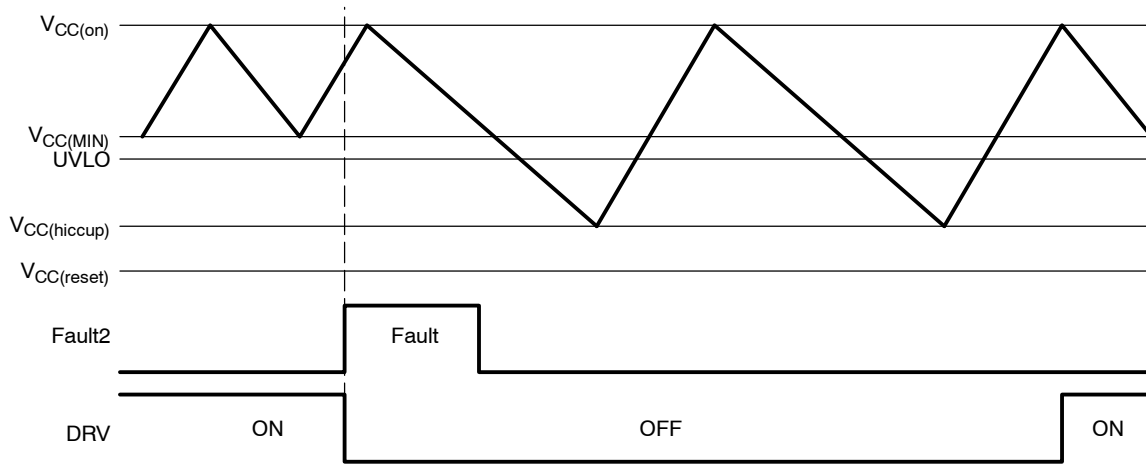 VCC(on)
VCC(MIN)
UVLO
VCC(hiccup)
VCC(reset)
Fault2
Fault
DRV
ON
OFF
ON